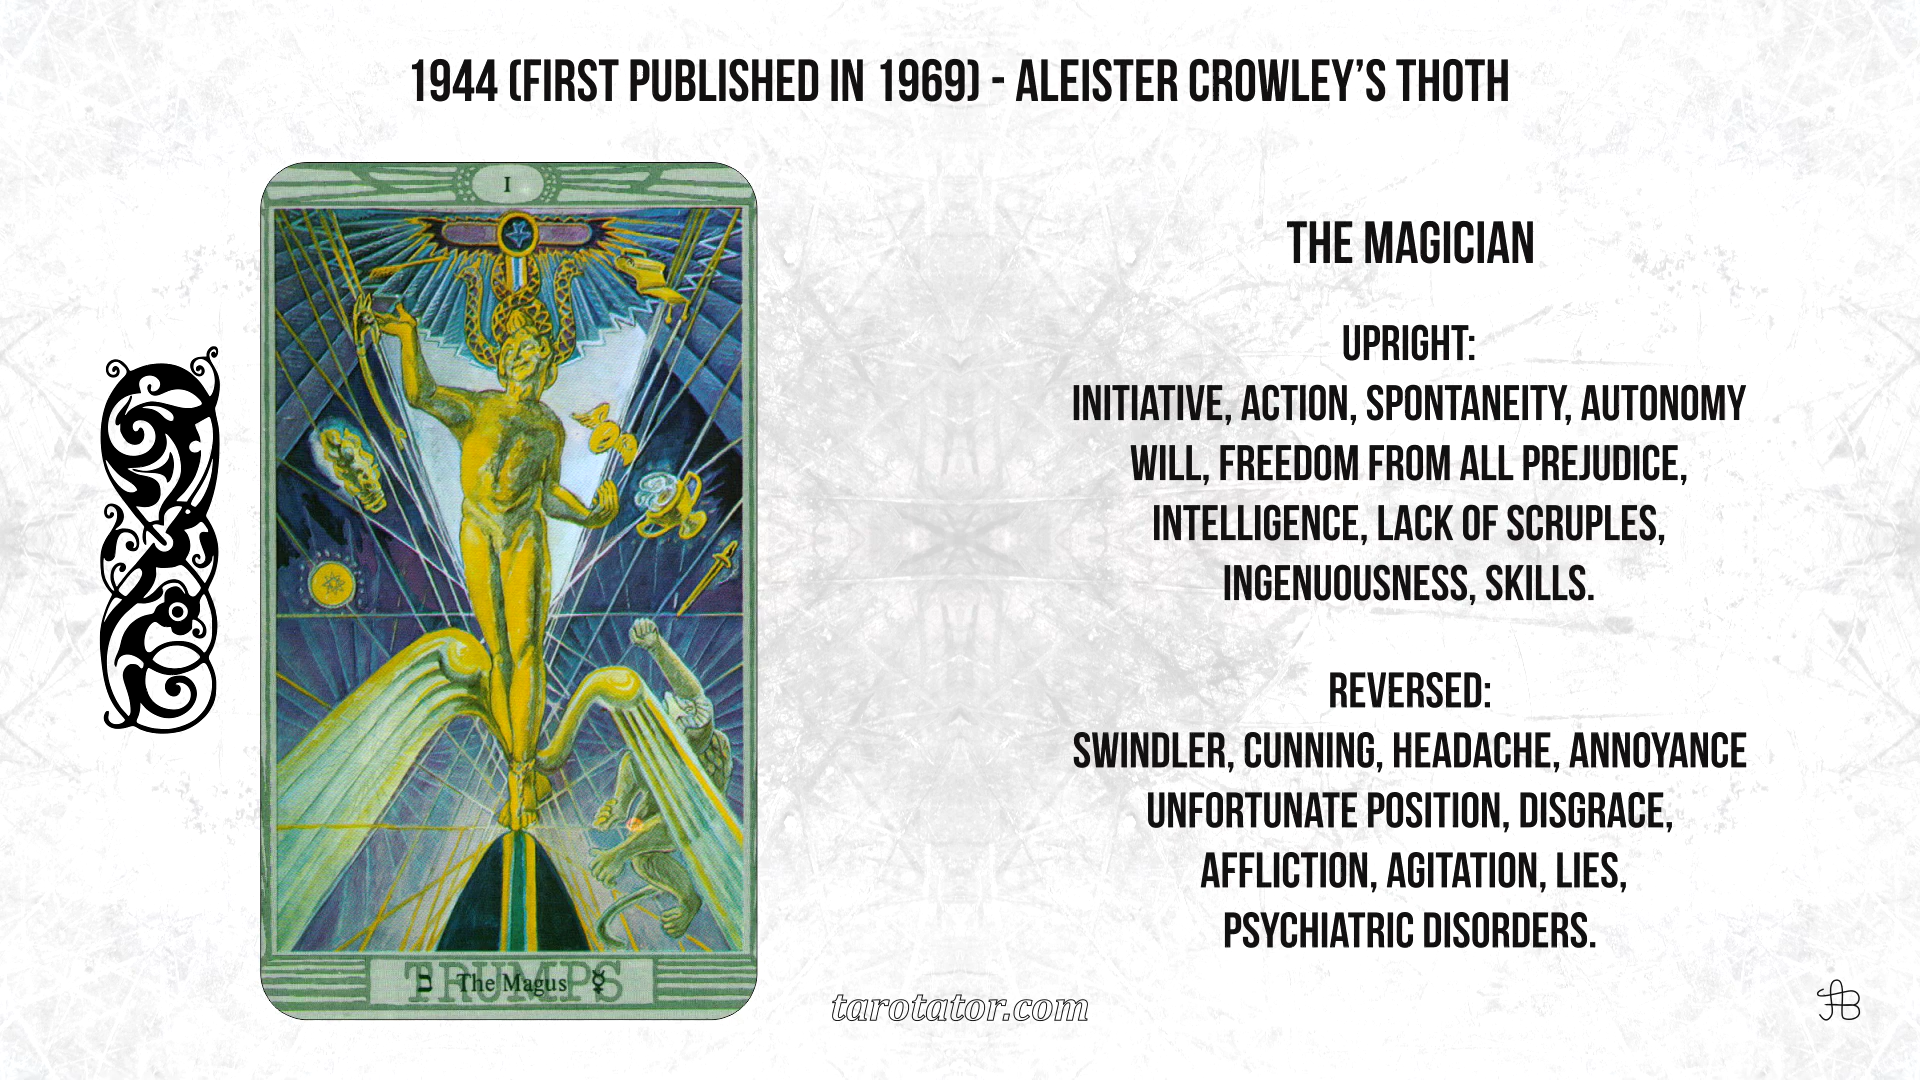 1944 (FIRST PUBLISHED IN 1969) - ALEISTER CROWLEY'S THOTH
I
THE MAGICIAN
UPRIGHT:
INITIATIVE, ACTION, SPONTANEITY, AUTONOMY
WILL, FREEDOM FROM ALL PREJUDICE,
INTELLIGENCE, LACK OF SCRUPLES,
INGENUOUSNESS, SKILLS.
REVERSED:
SWINDLER, CUNNING, HEADACHE, ANNOYANCE
UNFORTUNATE POSITION, DISGRACE,
AFFLICTION, AGITATION, LIES,
PSYCHIATRIC DISORDERS.
TRUMPS
ב The Magus ☿
tarotator.com